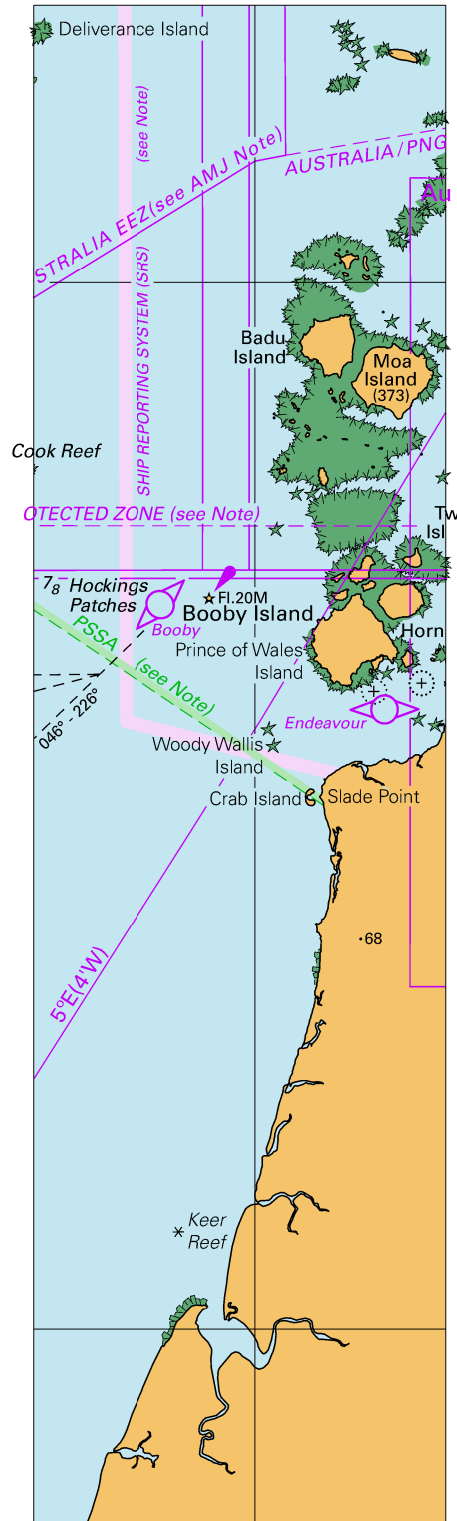 Deliverance Island
(see Note)
STRALIA EEZ(see AMJ Note)
AUSTRALIA/PNG
Au
SHIP REPORTING SYSTEM (SRS)
Badu
Island
Moa
Island
(373)
Cook Reef
OTECTED ZONE (see Note)
Tw
Isl
7₈ Hockings
Patches
Fl.20M
Booby Island
Booby
Horn
PSSA (see Note)
Prince of Wales
Island
046° - 226°
Endeavour
Woody Wallis
Island
Crab Island
Slade Point
68
5°E(4'W)
Keer
Reef